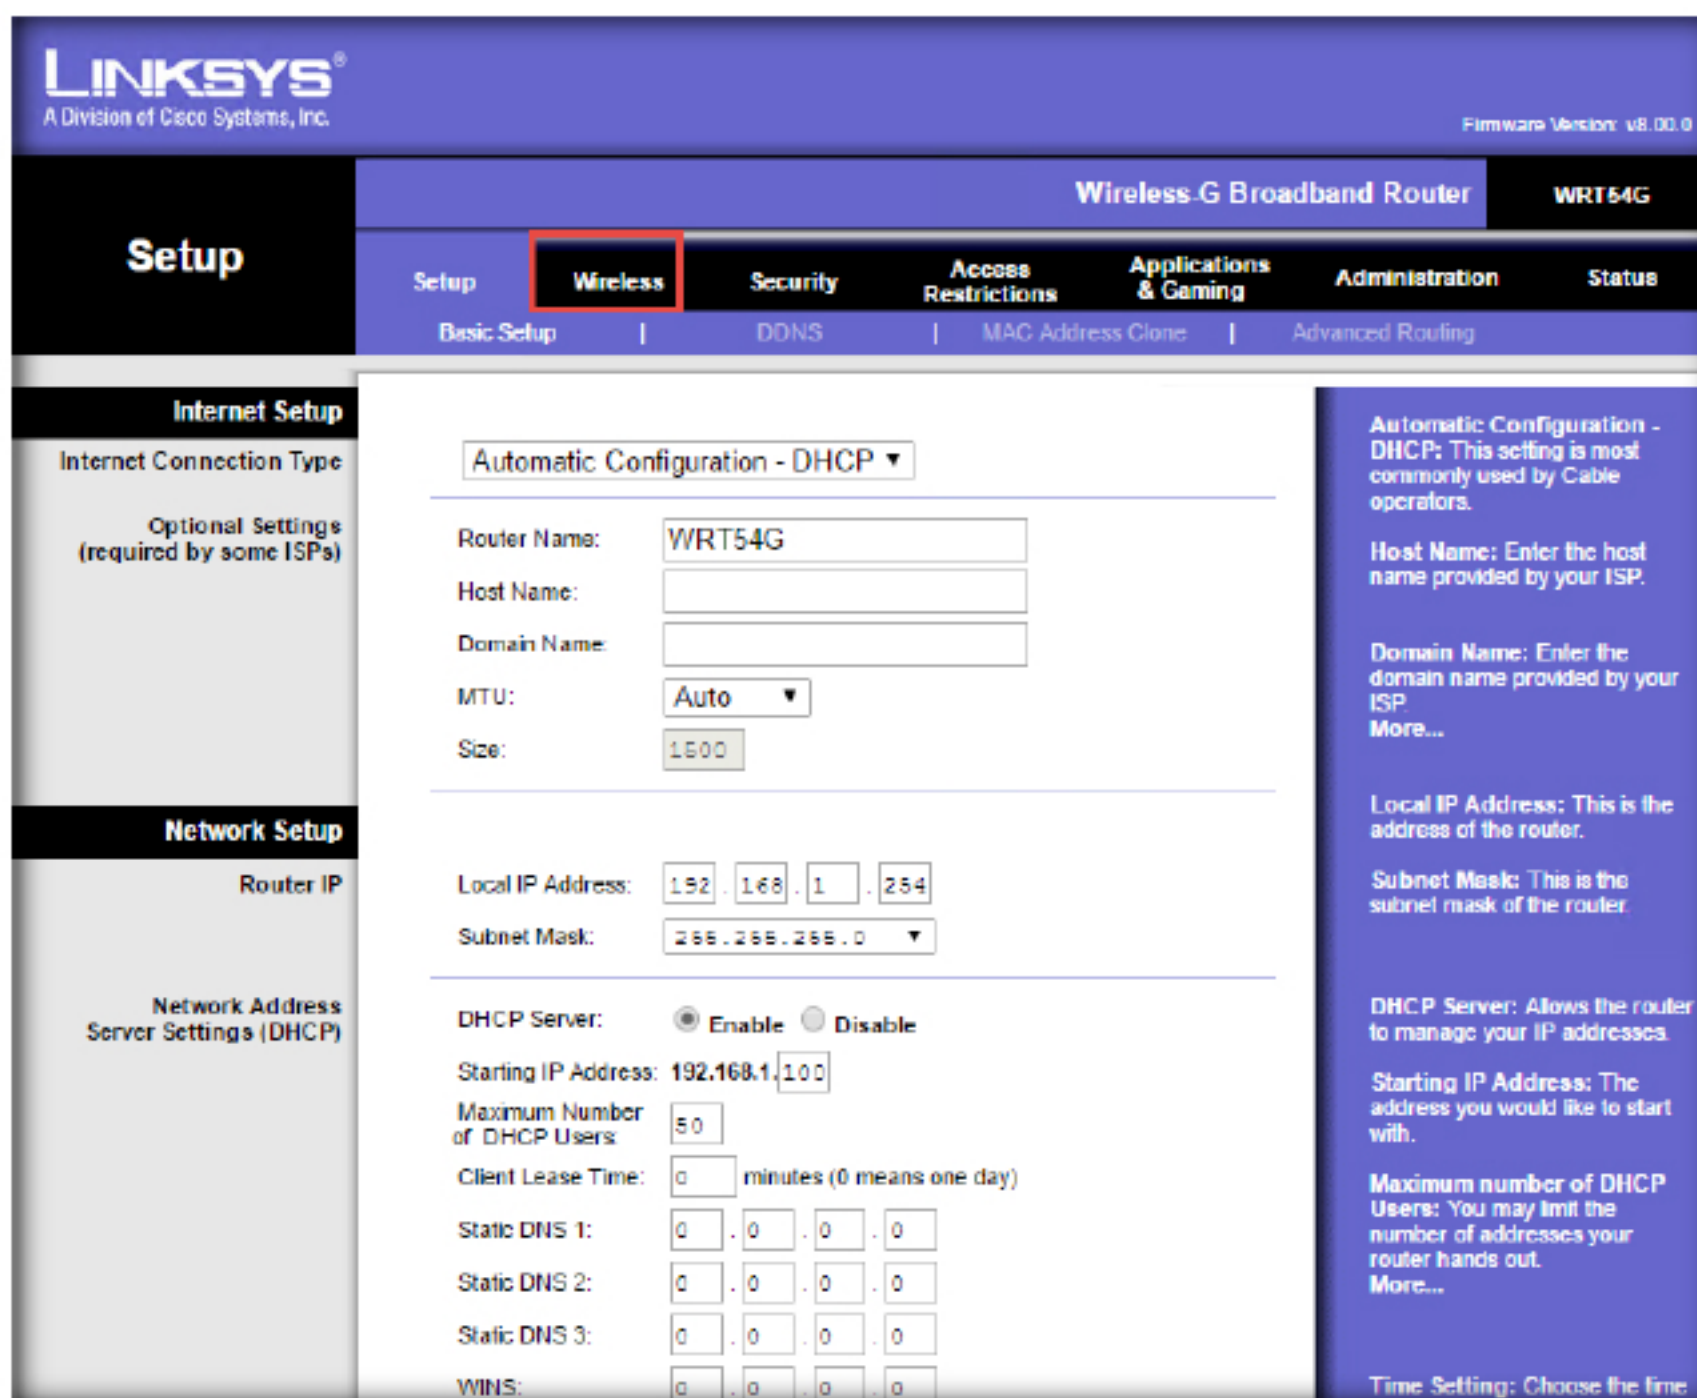 LINKSYS®
A Division of Cisco Systems, Inc.
Firmware Version: v8.00.0
Wireless-G Broadband Router
WRT54G
Setup
Setup
Wireless
Security
Access Restrictions
Applications & Gaming
Administration
Status
Basic Setup | DDNS | MAC Address Clone | Advanced Routing
Internet Setup
Internet Connection Type
Automatic Configuration - DHCP
Optional Settings
(required by some ISPs)
Router Name: WRT54G
Host Name:
Domain Name:
MTU: Auto
Size: 1500
Network Setup
Router IP
Local IP Address: 192 . 168 . 1 . 254
Subnet Mask: 255.255.255.0
Network Address
Server Settings (DHCP)
DHCP Server: Enable Disable
Starting IP Address: 192.168.1.100
Maximum Number
of DHCP Users: 50
Client Lease Time: 0 minutes (0 means one day)
Static DNS 1: 0 . 0 . 0 . 0
Static DNS 2: 0 . 0 . 0 . 0
Static DNS 3: 0 . 0 . 0 . 0
WINS: 0 . 0 . 0 . 0
Automatic Configuration -
DHCP: This setting is most
commonly used by Cable
operators.
Host Name: Enter the host
name provided by your ISP.
Domain Name: Enter the
domain name provided by your
ISP.
More...
Local IP Address: This is the
address of the router.
Subnet Mask: This is the
subnet mask of the router.
DHCP Server: Allows the router
to manage your IP addresses.
Starting IP Address: The
address you would like to start
with.
Maximum number of DHCP
Users: You may limit the
number of addresses your
router hands out.
More...
Time Setting: Choose the time